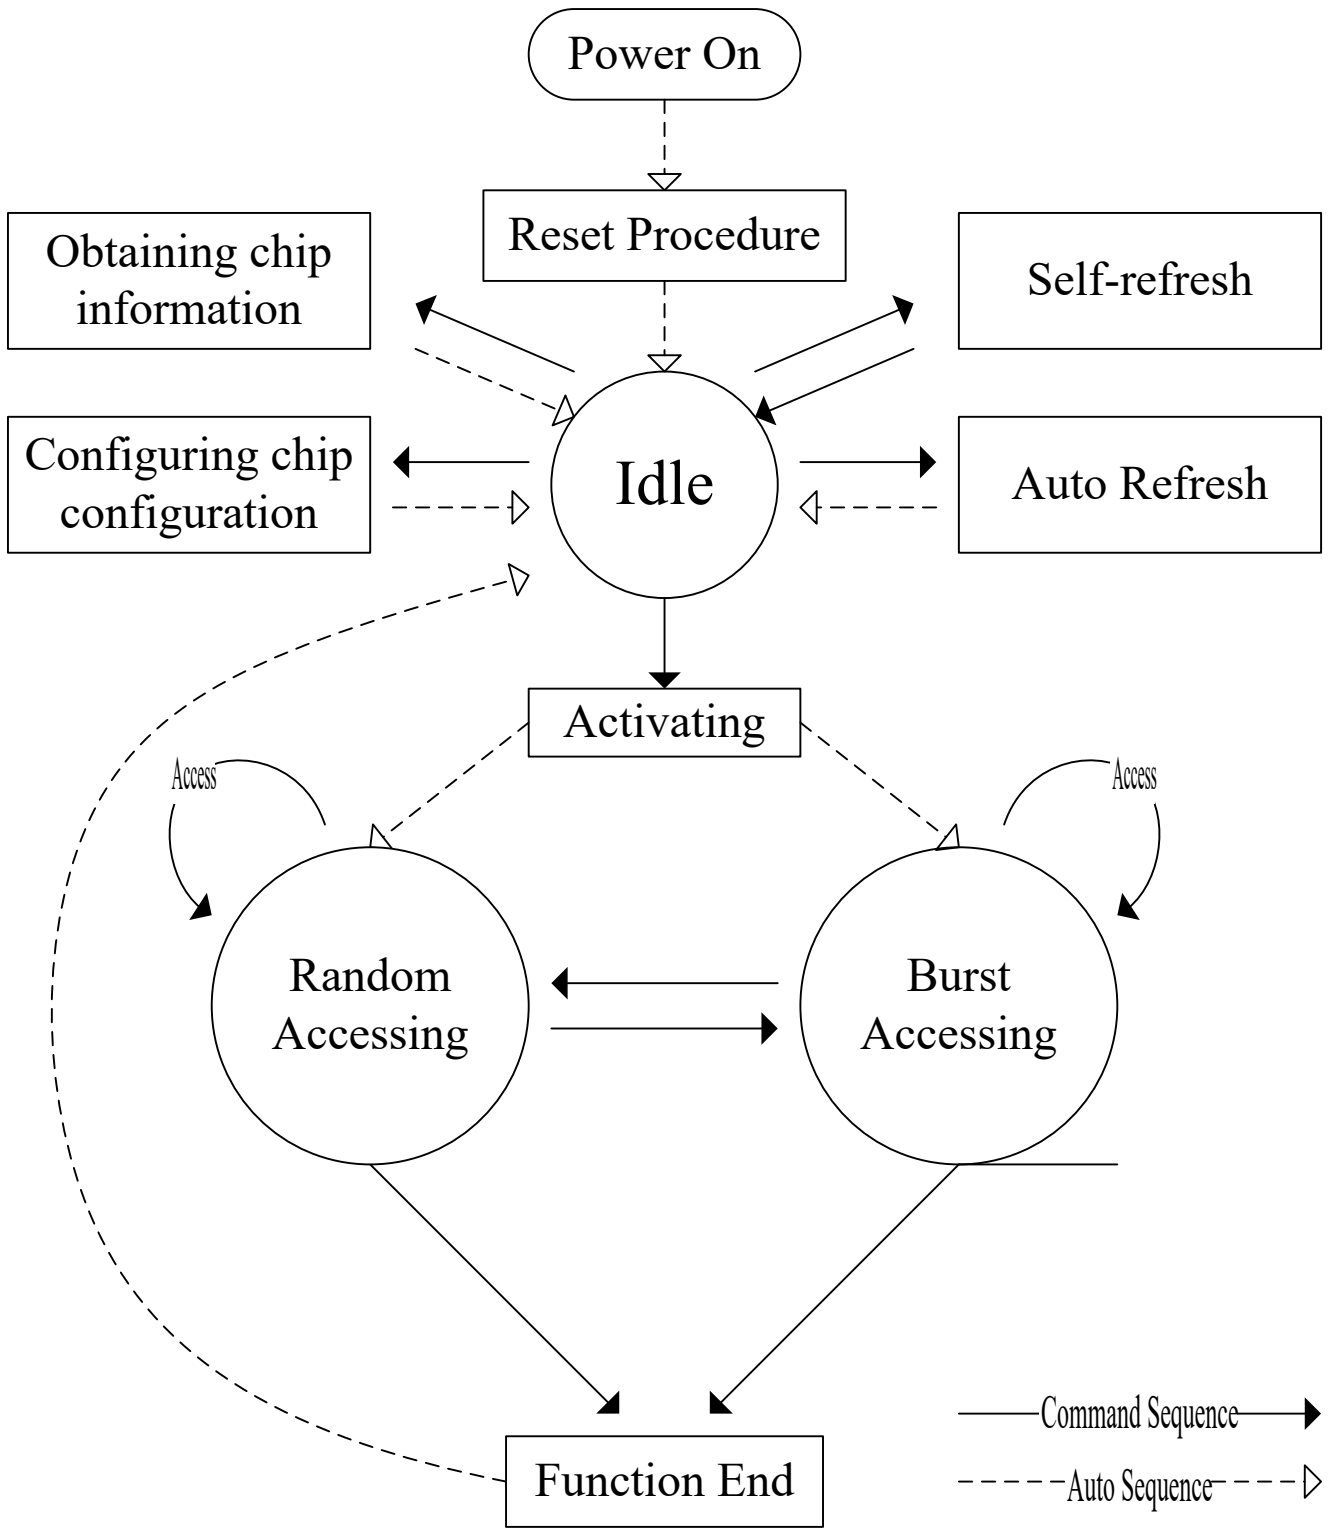 Power On
Reset Procedure
Obtaining chip
information
Self-refresh
Configuring chip
configuration
Idle
Auto Refresh
Activating
Access
Access
Random
Accessing
Burst
Accessing
Command Sequence
Auto Sequence
Function End